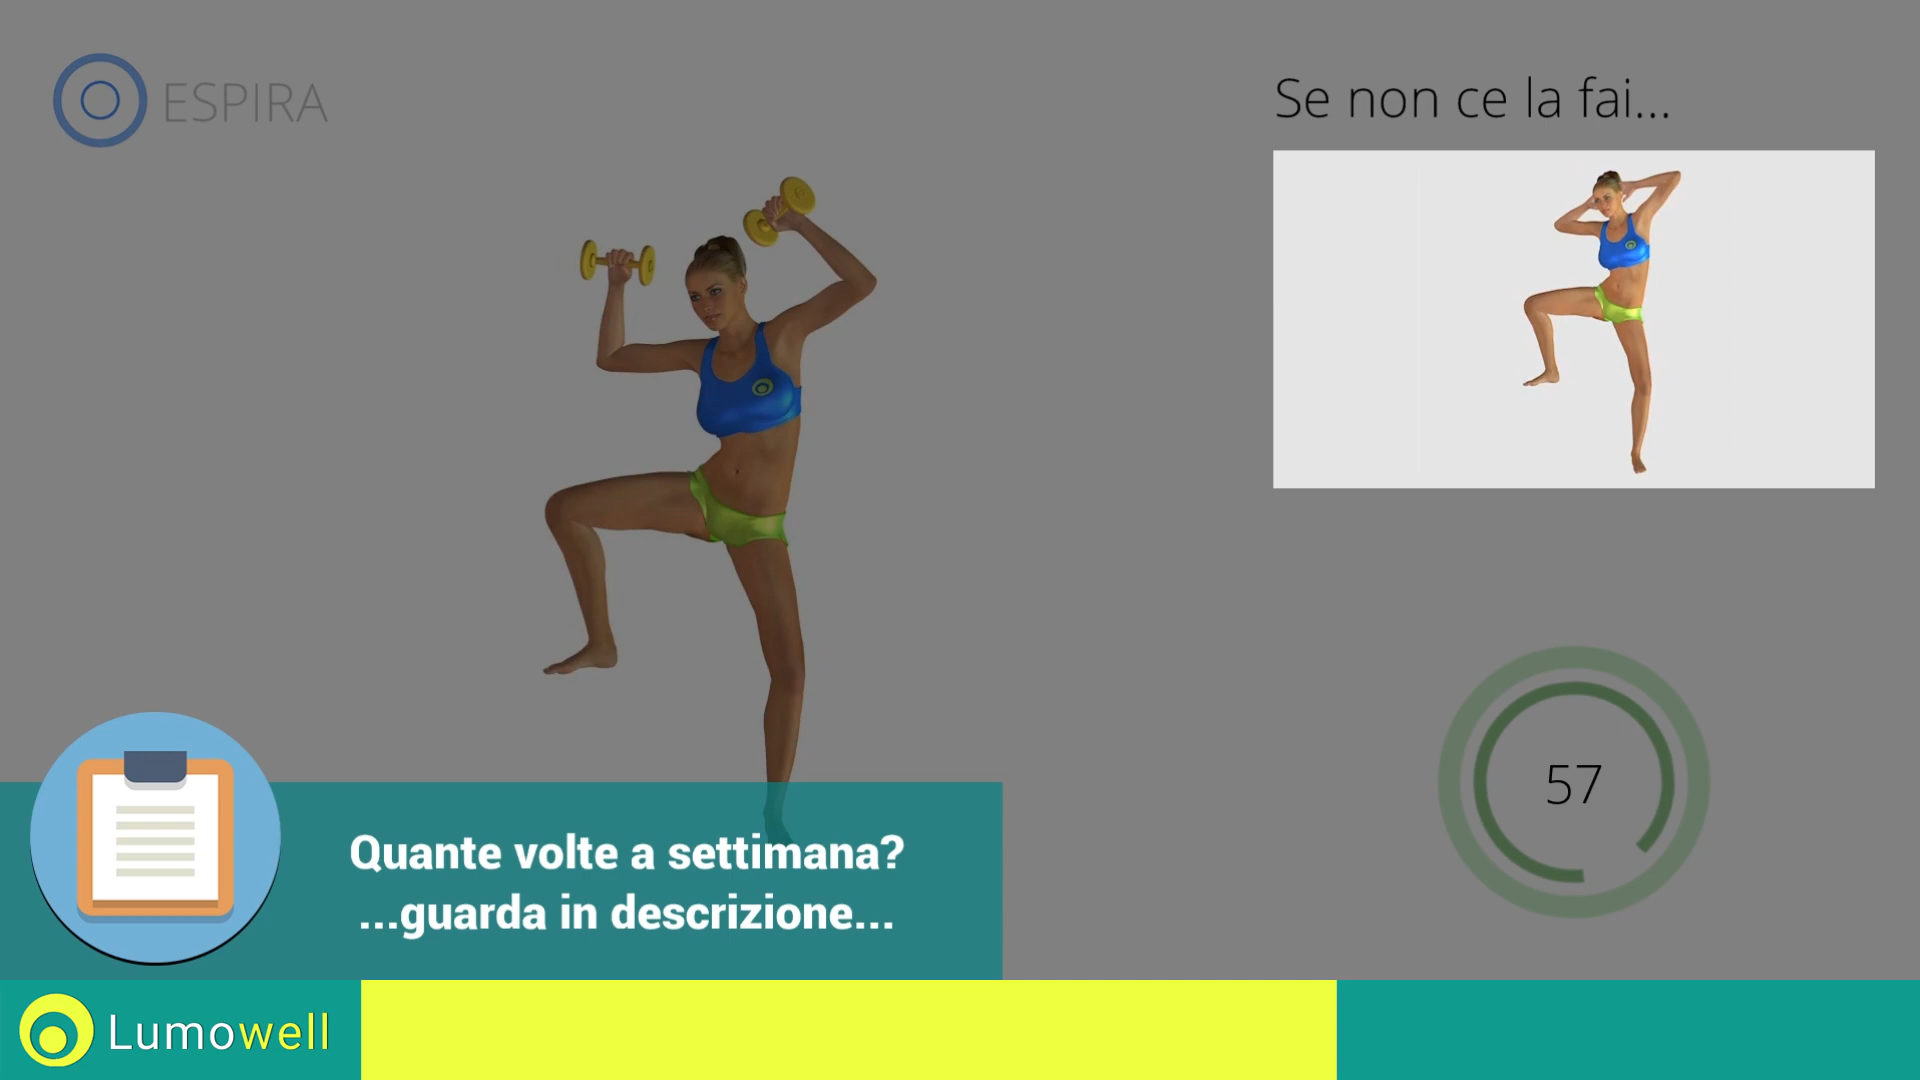 ESPIRA
Se non ce la fai...
57
Quante volte a settimana?
...guarda in descrizione...
Lumowell